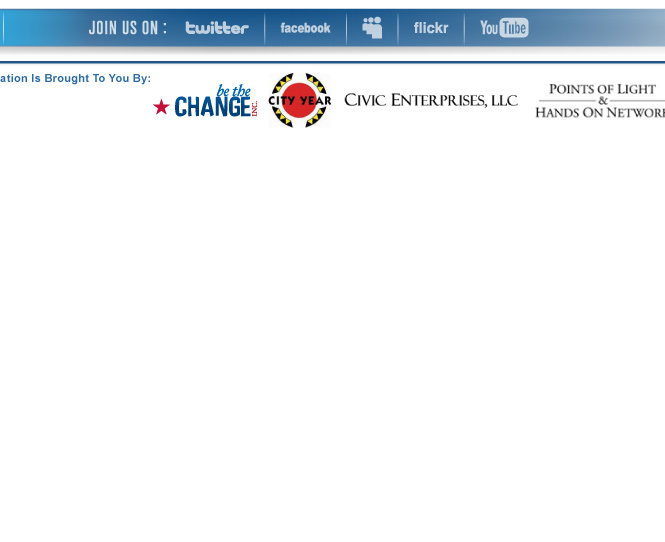 JOIN US ON : twitter facebook flickr YouTube
ation Is Brought To You By:
be the
CHANGE INC.
CITY YEAR
CIVIC ENTERPRISES, LLC
POINTS OF LIGHT
&
HANDS ON NETWOR